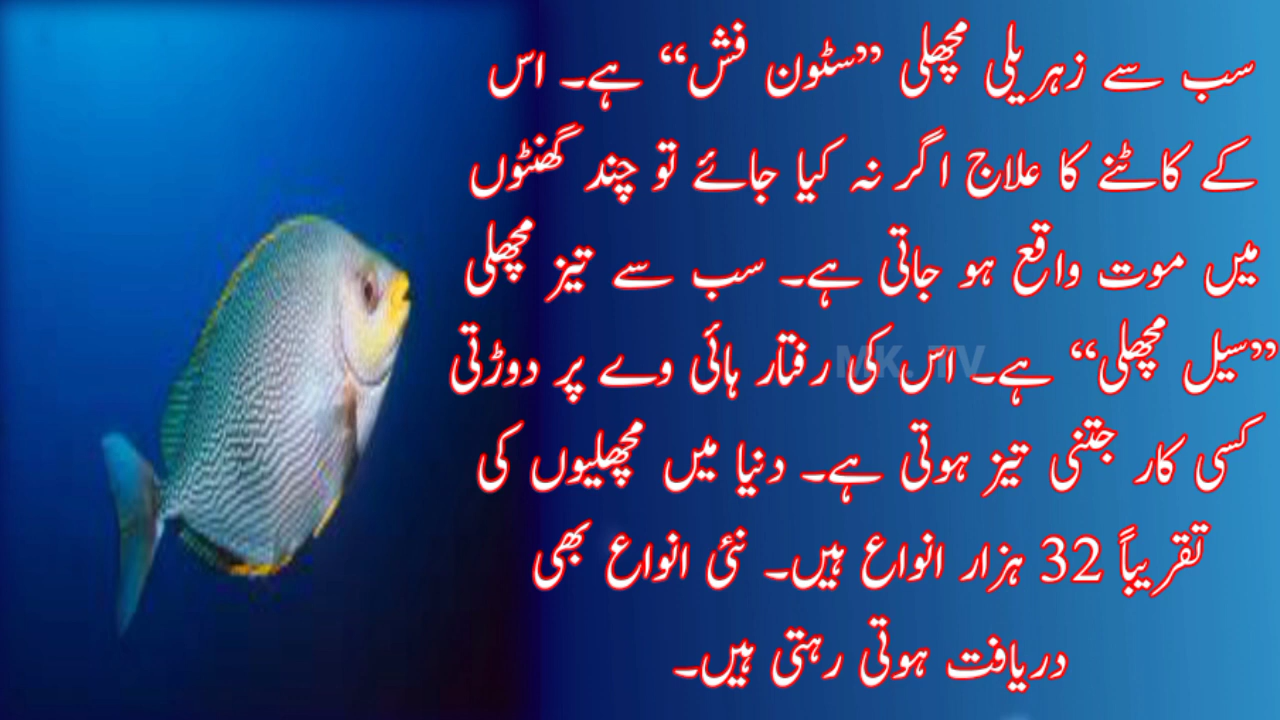 سب سے زہریلی مچھلی ’’سٹون فش‘‘ ہے۔ اس
کے کاٹنے کا علاج اگر نہ کیا جائے تو چند گھنٹوں
میں موت واقع ہو جاتی ہے۔ سب سے تیز مچھلی
’’سیل مچھلی‘‘ ہے۔ اس کی رفتار ہائی وے پر دوڑتی
کسی کار جتنی تیز ہوتی ہے۔ دنیا میں مچھلیوں کی
تقریباً 32 ہزار انواع ہیں۔ نئی انواع بھی
دریافت ہوتی رہتی ہیں۔
MK. TV